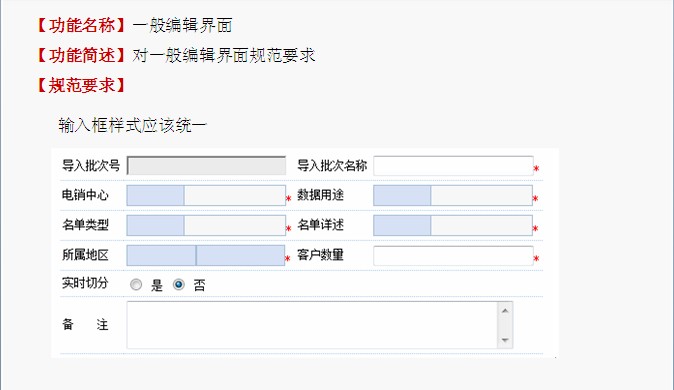 【功能名称】一般编辑界面
【功能简述】对一般编辑界面规范要求
【规范要求】
输入框样式应该统一
导入批次号 导入批次名称 *
电销中心 * 数据用途 *
名单类型 * 名单详述 *
所属地区 * 客户数量 *
实时切分 是 否
备 注